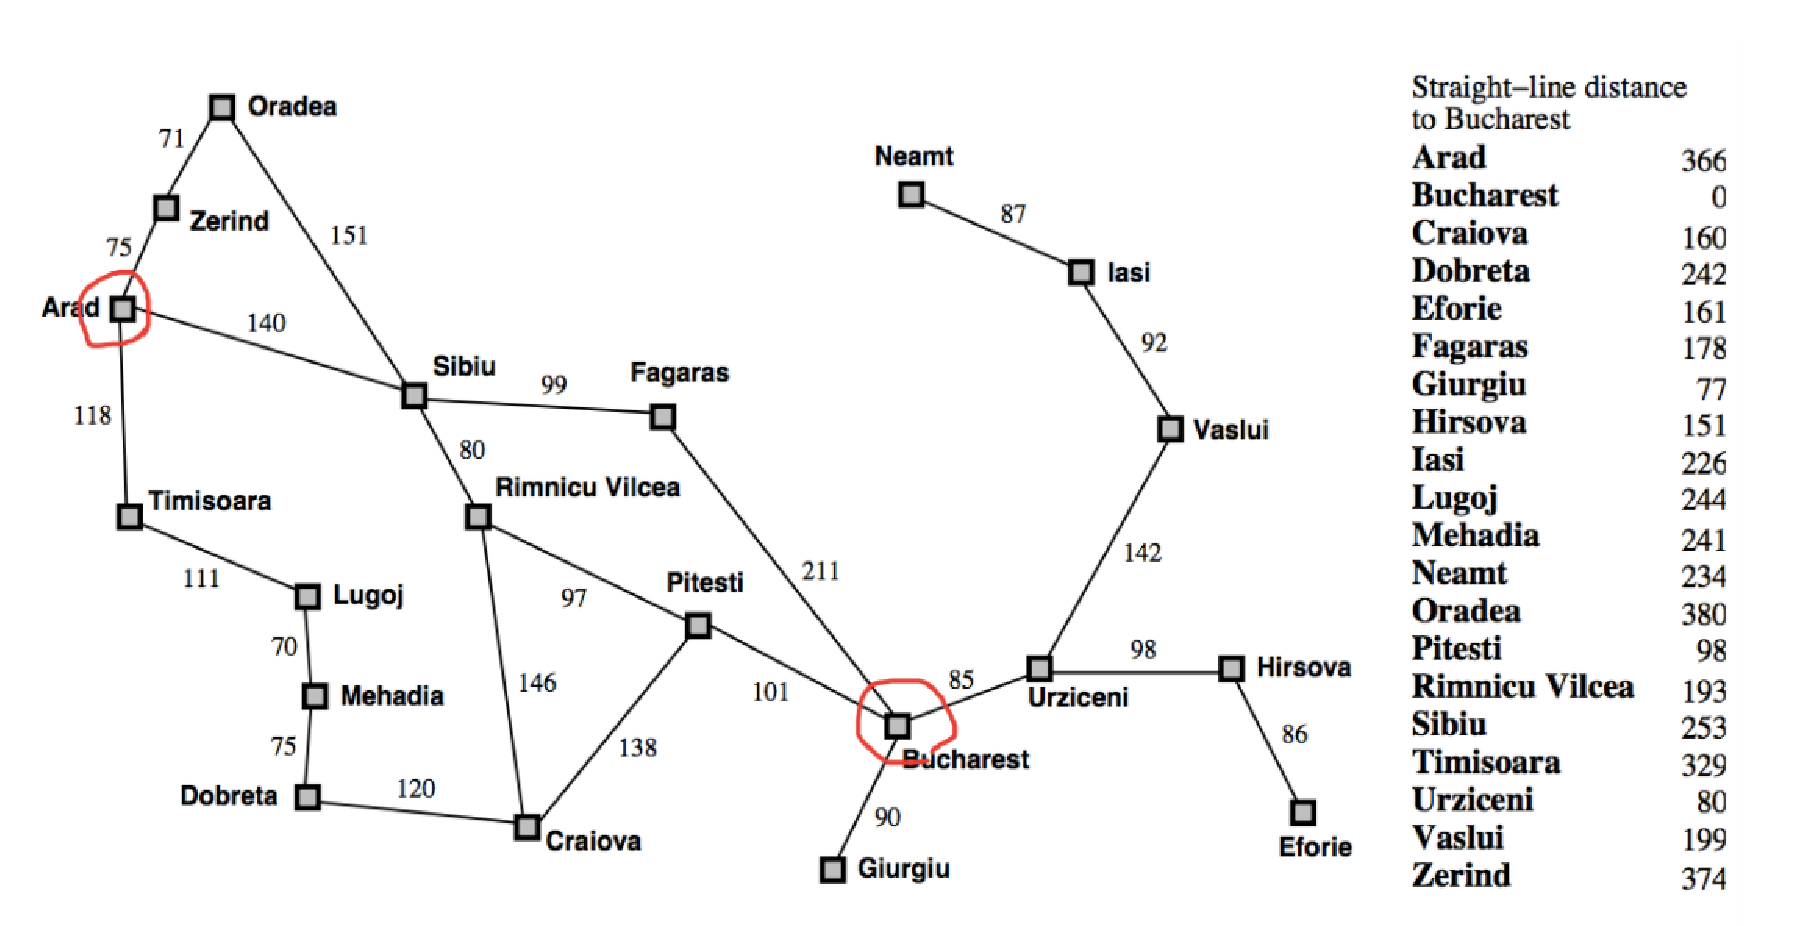 Oradea
71
Neamt
87
Zerind
151
75
Iasi
Arad
140
92
Sibiu
Fagaras
99
118
Vaslui
80
Timisoara
Rimnicu Vilcea
142
211
111
Lugoj
Pitesti
97
70
98
Hirsova
146
101
85
Mehadia
Urziceni
75
138
86
Bucharest
Dobreta
120
90
Craiova
Eforie
Giurgiu
Straight–line distance
to Bucharest
Arad 366
Bucharest 0
Craiova 160
Dobreta 242
Eforie 161
Fagaras 178
Giurgiu 77
Hirsova 151
Iasi 226
Lugoj 244
Mehadia 241
Neamt 234
Oradea 380
Pitesti 98
Rimnicu Vilcea 193
Sibiu 253
Timisoara 329
Urziceni 80
Vaslui 199
Zerind 374